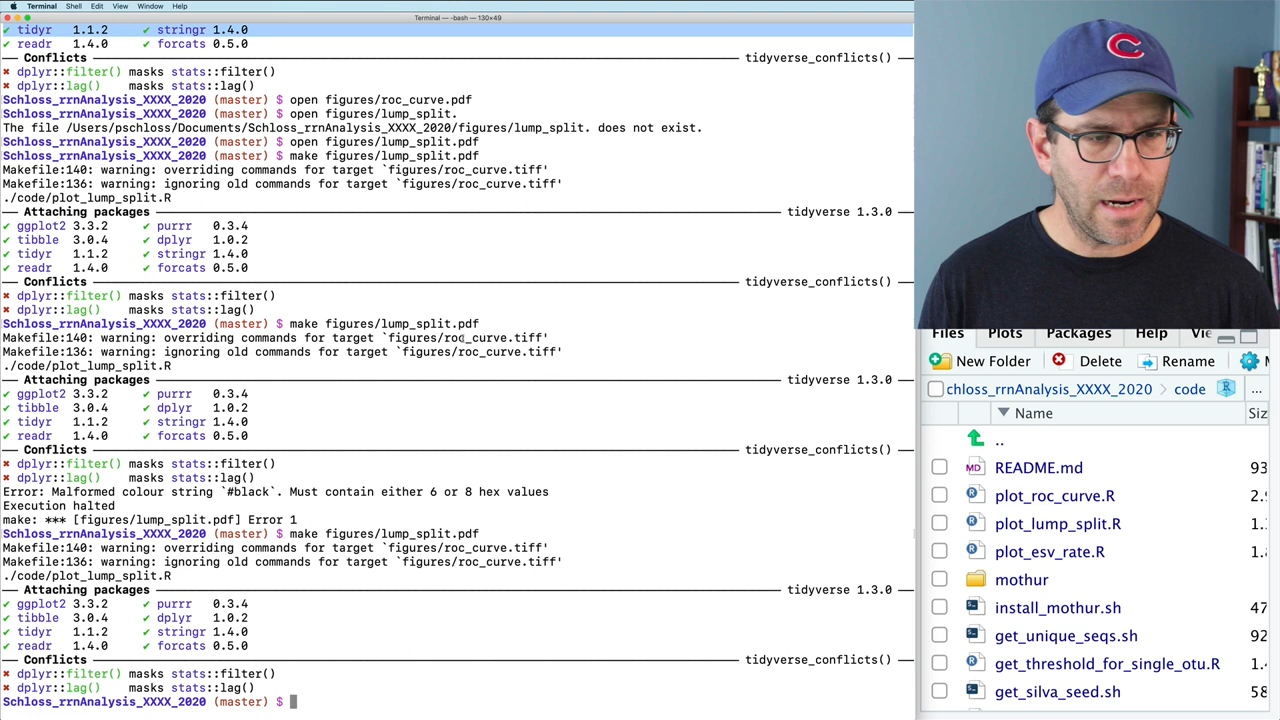 Terminal Shell Edit View Window Help
Terminal — -bash — 130×49
✔ tidyr 1.1.2 ✔ stringr 1.4.0
✔ readr 1.4.0 ✔ forcats 0.5.0
── Conflicts ── tidyverse_conflicts() ──
✖ dplyr::filter() masks stats::filter()
✖ dplyr::lag() masks stats::lag()
Schloss_rrnAnalysis_XXXX_2020 (master) $ open figures/roc_curve.pdf
Schloss_rrnAnalysis_XXXX_2020 (master) $ open figures/lump_split.
The file /Users/pschloss/Documents/Schloss_rrnAnalysis_XXXX_2020/figures/lump_split. does not exist.
Schloss_rrnAnalysis_XXXX_2020 (master) $ open figures/lump_split.pdf
Schloss_rrnAnalysis_XXXX_2020 (master) $ make figures/lump_split.pdf
Makefile:140: warning: overriding commands for target `figures/roc_curve.tiff'
Makefile:136: warning: ignoring old commands for target `figures/roc_curve.tiff'
./code/plot_lump_split.R
── Attaching packages ── tidyverse 1.3.0 ──
✔ ggplot2 3.3.2 ✔ purrr 0.3.4
✔ tibble 3.0.4 ✔ dplyr 1.0.2
✔ tidyr 1.1.2 ✔ stringr 1.4.0
✔ readr 1.4.0 ✔ forcats 0.5.0
── Conflicts ── tidyverse_conflicts() ──
✖ dplyr::filter() masks stats::filter()
✖ dplyr::lag() masks stats::lag()
Schloss_rrnAnalysis_XXXX_2020 (master) $ make figures/lump_split.pdf
Makefile:140: warning: overriding commands for target `figures/roc_curve.tiff'
Makefile:136: warning: ignoring old commands for target `figures/roc_curve.tiff'
./code/plot_lump_split.R
── Attaching packages ── tidyverse 1.3.0 ──
✔ ggplot2 3.3.2 ✔ purrr 0.3.4
✔ tibble 3.0.4 ✔ dplyr 1.0.2
✔ tidyr 1.1.2 ✔ stringr 1.4.0
✔ readr 1.4.0 ✔ forcats 0.5.0
── Conflicts ── tidyverse_conflicts() ──
✖ dplyr::filter() masks stats::filter()
✖ dplyr::lag() masks stats::lag()
Error: Malformed colour string `#black`. Must contain either 6 or 8 hex values
Execution halted
make: *** [figures/lump_split.pdf] Error 1
Schloss_rrnAnalysis_XXXX_2020 (master) $ make figures/lump_split.pdf
Makefile:140: warning: overriding commands for target `figures/roc_curve.tiff'
Makefile:136: warning: ignoring old commands for target `figures/roc_curve.tiff'
./code/plot_lump_split.R
── Attaching packages ── tidyverse 1.3.0 ──
✔ ggplot2 3.3.2 ✔ purrr 0.3.4
✔ tibble 3.0.4 ✔ dplyr 1.0.2
✔ tidyr 1.1.2 ✔ stringr 1.4.0
✔ readr 1.4.0 ✔ forcats 0.5.0
── Conflicts ── tidyverse_conflicts() ──
✖ dplyr::filter() masks stats::filter()
✖ dplyr::lag() masks stats::lag()
Schloss_rrnAnalysis_XXXX_2020 (master) $
C
Files Plots Packages Help
New Folder Delete Rename
chloss_rrnAnalysis_XXXX_2020 code ...
Name Siz
..
README.md 93
plot_roc_curve.R 2.
plot_lump_split.R 1.
plot_esv_rate.R 1.
mothur
install_mothur.sh 47
get_unique_seqs.sh 92
get_threshold_for_single_otu.R 1.
get_silva_seed.sh 58